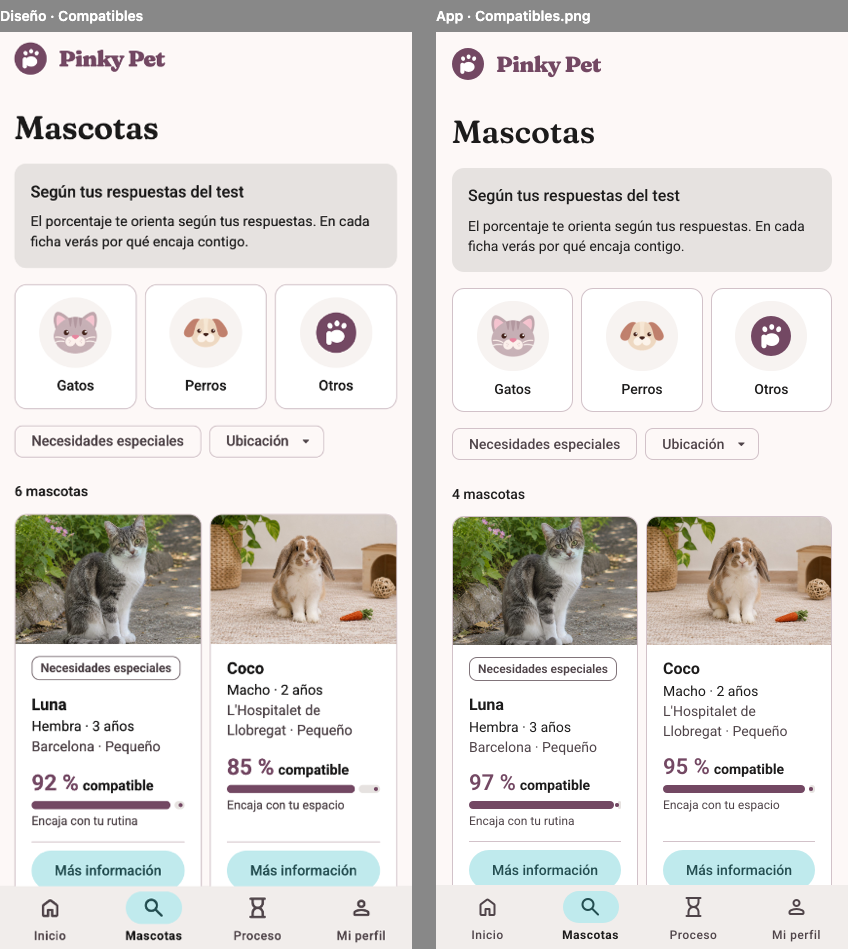 Diseño · Compatibles
Pinky Pet
Mascotas
Según tus respuestas del test
El porcentaje te orienta según tus respuestas. En cada
ficha verás por qué encaja contigo.
Gatos
Perros
Otros
Necesidades especiales
Ubicación
6 mascotas
Necesidades especiales
Luna
Hembra · 3 años
Barcelona · Pequeño
92 % compatible
Encaja con tu rutina
Más información
Coco
Macho · 2 años
L'Hospitalet de
Llobregat · Pequeño
85 % compatible
Encaja con tu espacio
Más información
Inicio
Mascotas
Proceso
Mi perfil
App · Compatibles.png
Pinky Pet
Mascotas
Según tus respuestas del test
El porcentaje te orienta según tus respuestas. En cada
ficha verás por qué encaja contigo.
Gatos
Perros
Otros
Necesidades especiales
Ubicación
4 mascotas
Necesidades especiales
Luna
Hembra · 3 años
Barcelona · Pequeño
97 % compatible
Encaja con tu rutina
Más información
Coco
Macho · 2 años
L'Hospitalet de
Llobregat · Pequeño
95 % compatible
Encaja con tu espacio
Más información
Inicio
Mascotas
Proceso
Mi perfil